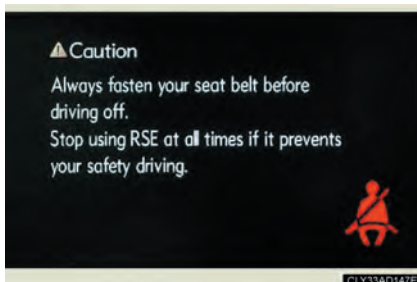 Caution
Always fasten your seat belt before
driving off.
Stop using RSE at all times if it prevents
your safety driving.
CLY33AD147E